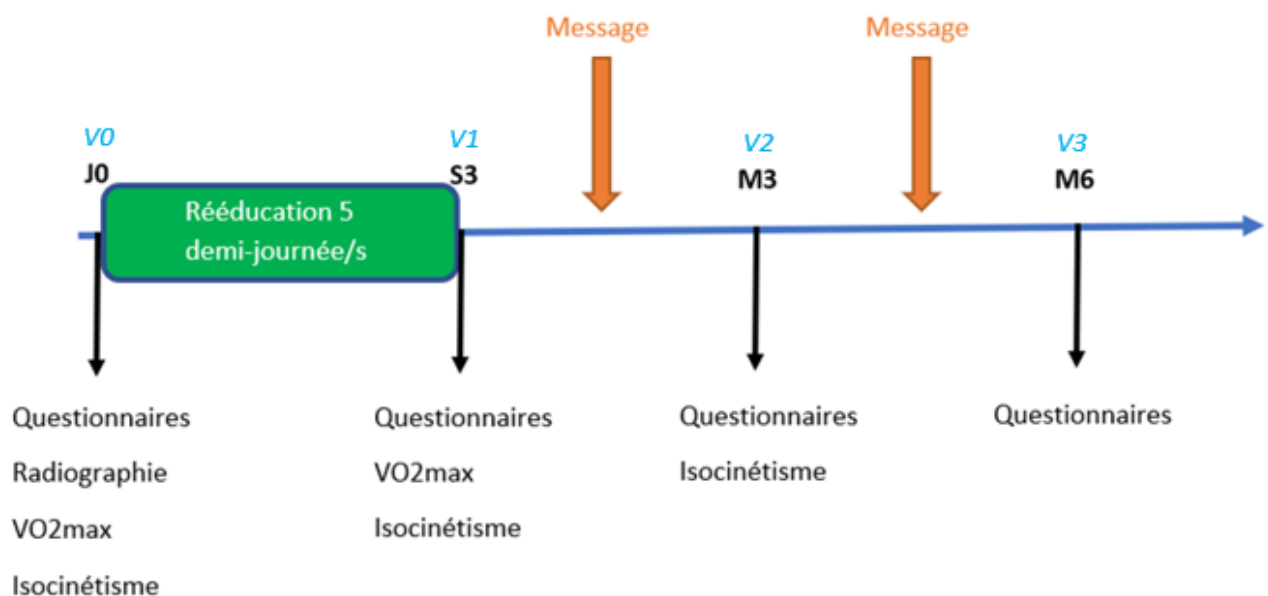 Message
Message
V0
V1
V2
V3
J0
S3
M3
M6
Rééducation 5
demi-journée/s
Questionnaires
Radiographie
VO2max
Isocinétisme
Questionnaires
VO2max
Isocinétisme
Questionnaires
Isocinétisme
Questionnaires